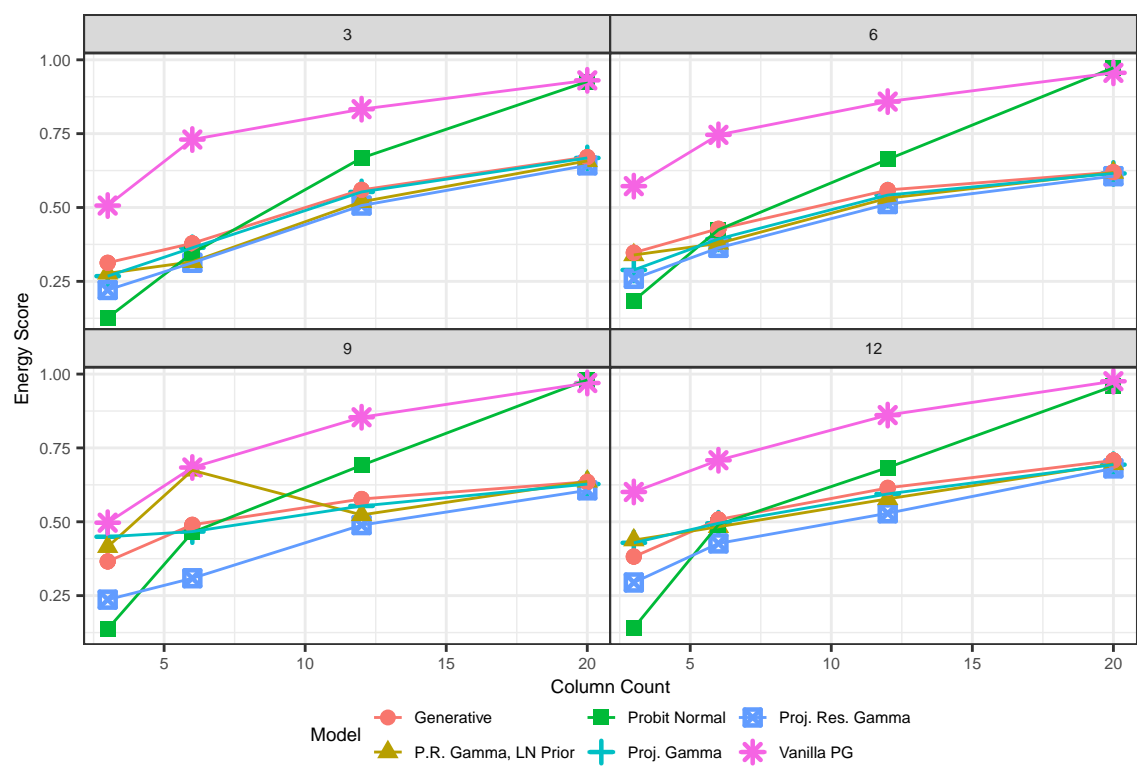 3
6
1.00
0.75
0.50
0.25
Energy Score
9
12
1.00
0.75
0.50
0.25
5
10
15
20
5
10
15
20
Column Count
Model
Generative
Probit Normal
Proj. Res. Gamma
P.R. Gamma, LN Prior
Proj. Gamma
Vanilla PG